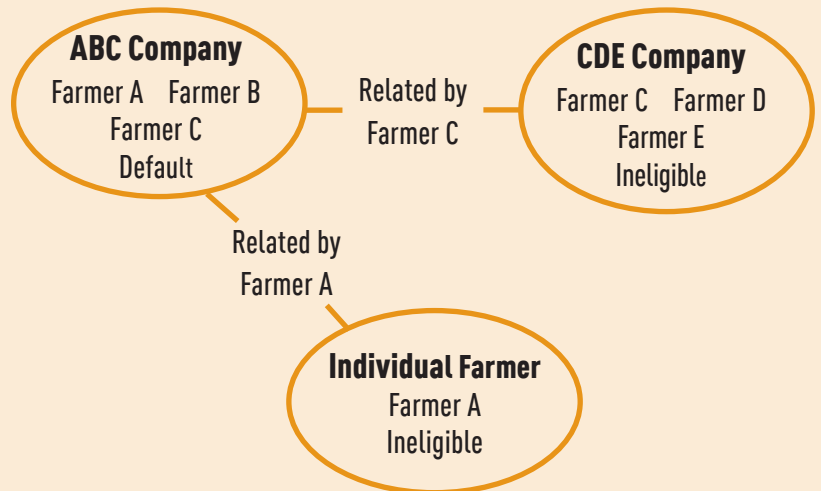 ABC Company
Farmer A Farmer B
Farmer C
Default
Related by
Farmer C
CDE Company
Farmer C Farmer D
Farmer E
Ineligible
Related by
Farmer A
Individual Farmer
Farmer A
Ineligible